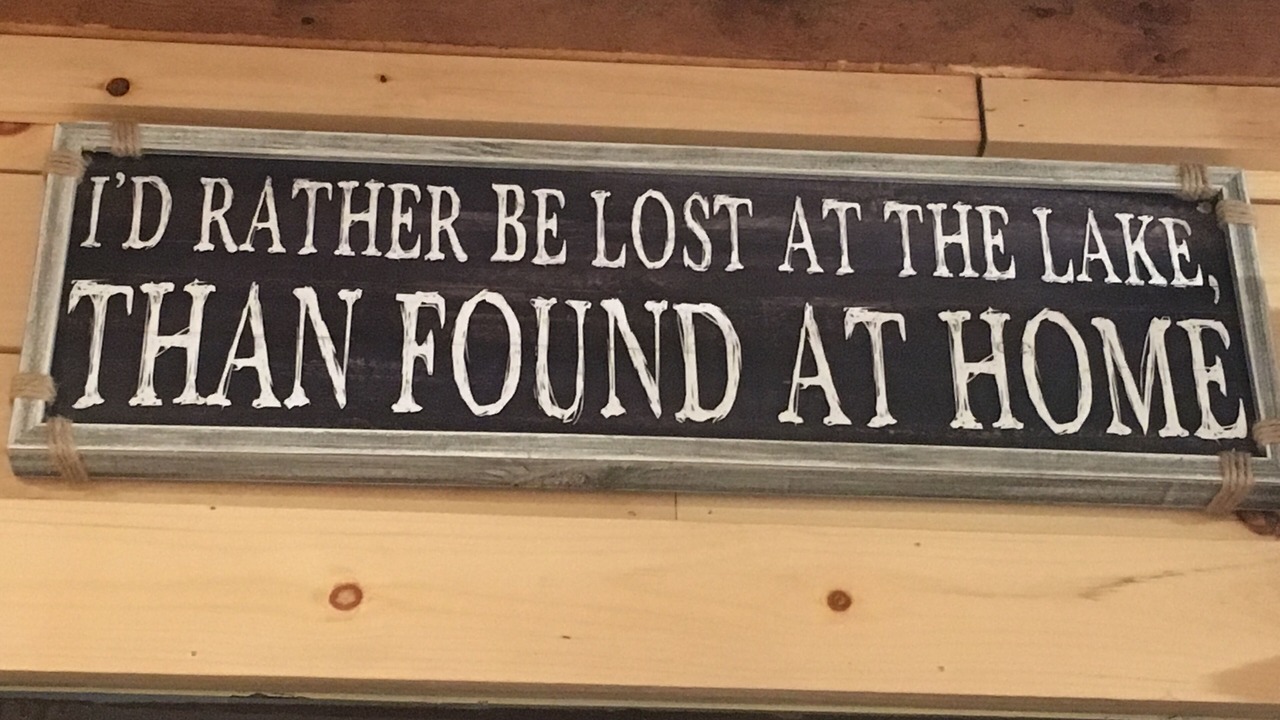 I'D RATHER BE LOST AT THE LAKE,
THAN FOUND AT HOME